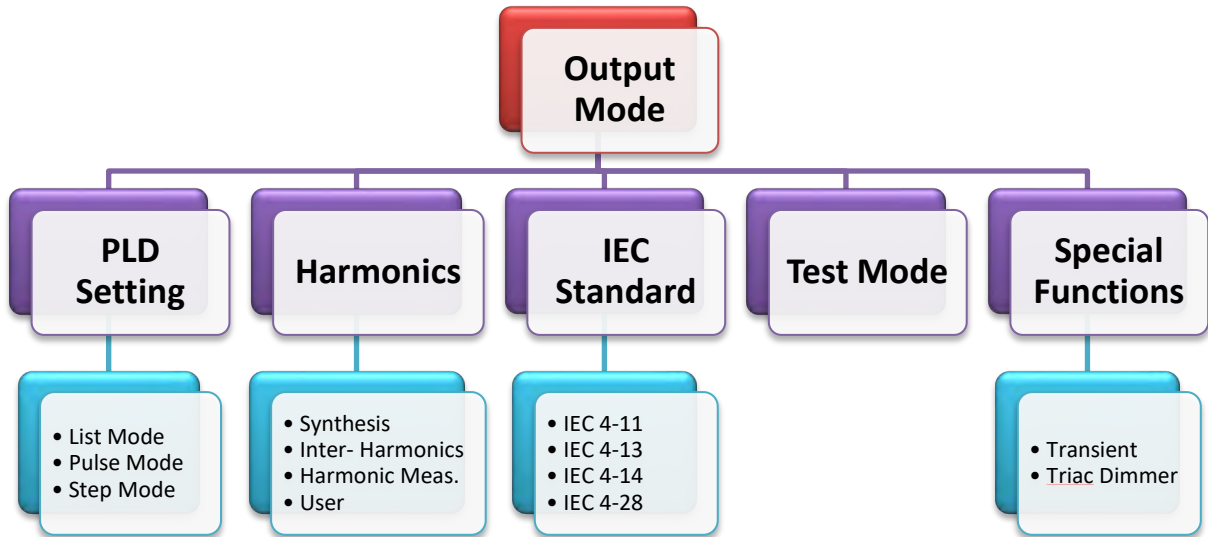 Output
Mode
PLD
Setting
Harmonics
IEC
Standard
Test Mode
Special
Functions
• List Mode
• Pulse Mode
• Step Mode
• Synthesis
• Inter- Harmonics
• Harmonic Meas.
• User
• IEC 4-11
• IEC 4-13
• IEC 4-14
• IEC 4-28
• Transient
• Triac Dimmer